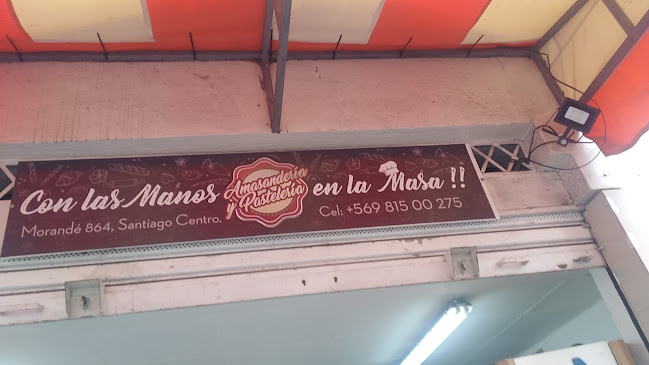 Con las Manos
Amasandería
y Pastelería
en la Masa !!
Morandé 864, Santiago Centro.
Cel: +569 815 00 275